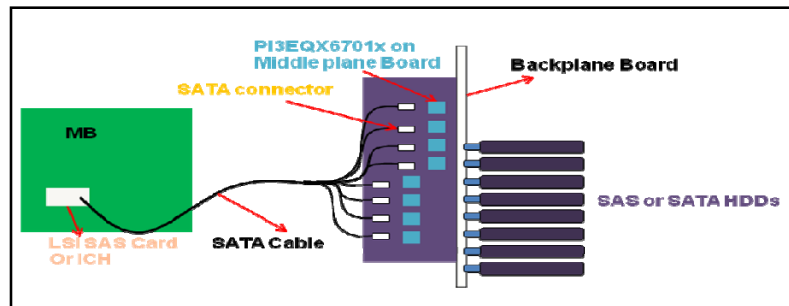 PI3EQX6701x on
Middle plane Board
Backplane Board
SATA connector
MB
SAS or SATA HDDs
LSI SAS Card
Or ICH
SATA Cable